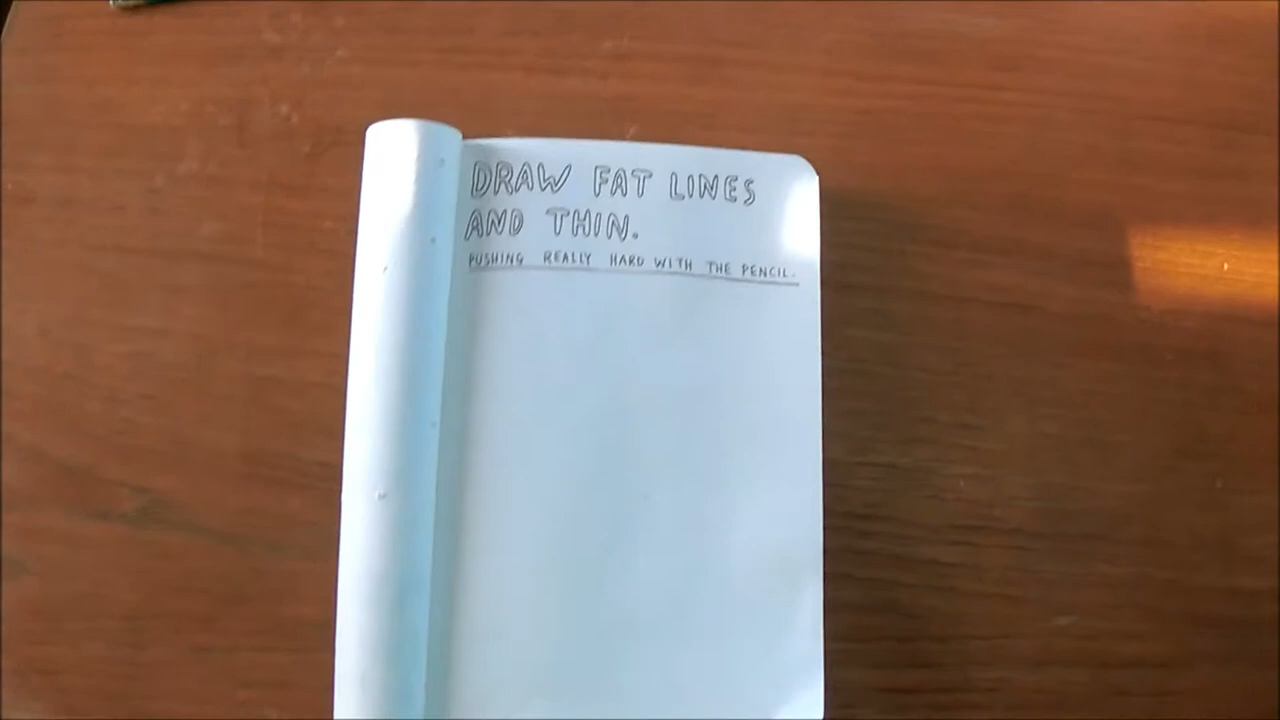 DRAW FAT LINES
AND THIN.
PUSHING REALLY HARD WITH THE PENCIL.